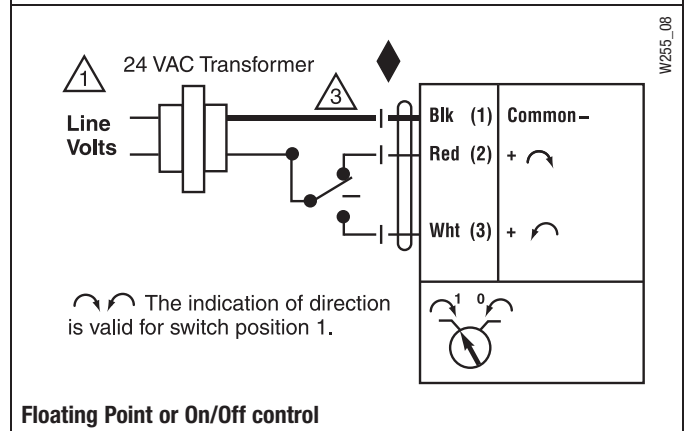 W255_08
1
24 VAC Transformer
3
Line
Volts
Blk (1) Common –
Red (2) +
Wht (3) +
The indication of direction
is valid for switch position 1.
1 0
Floating Point or On/Off control